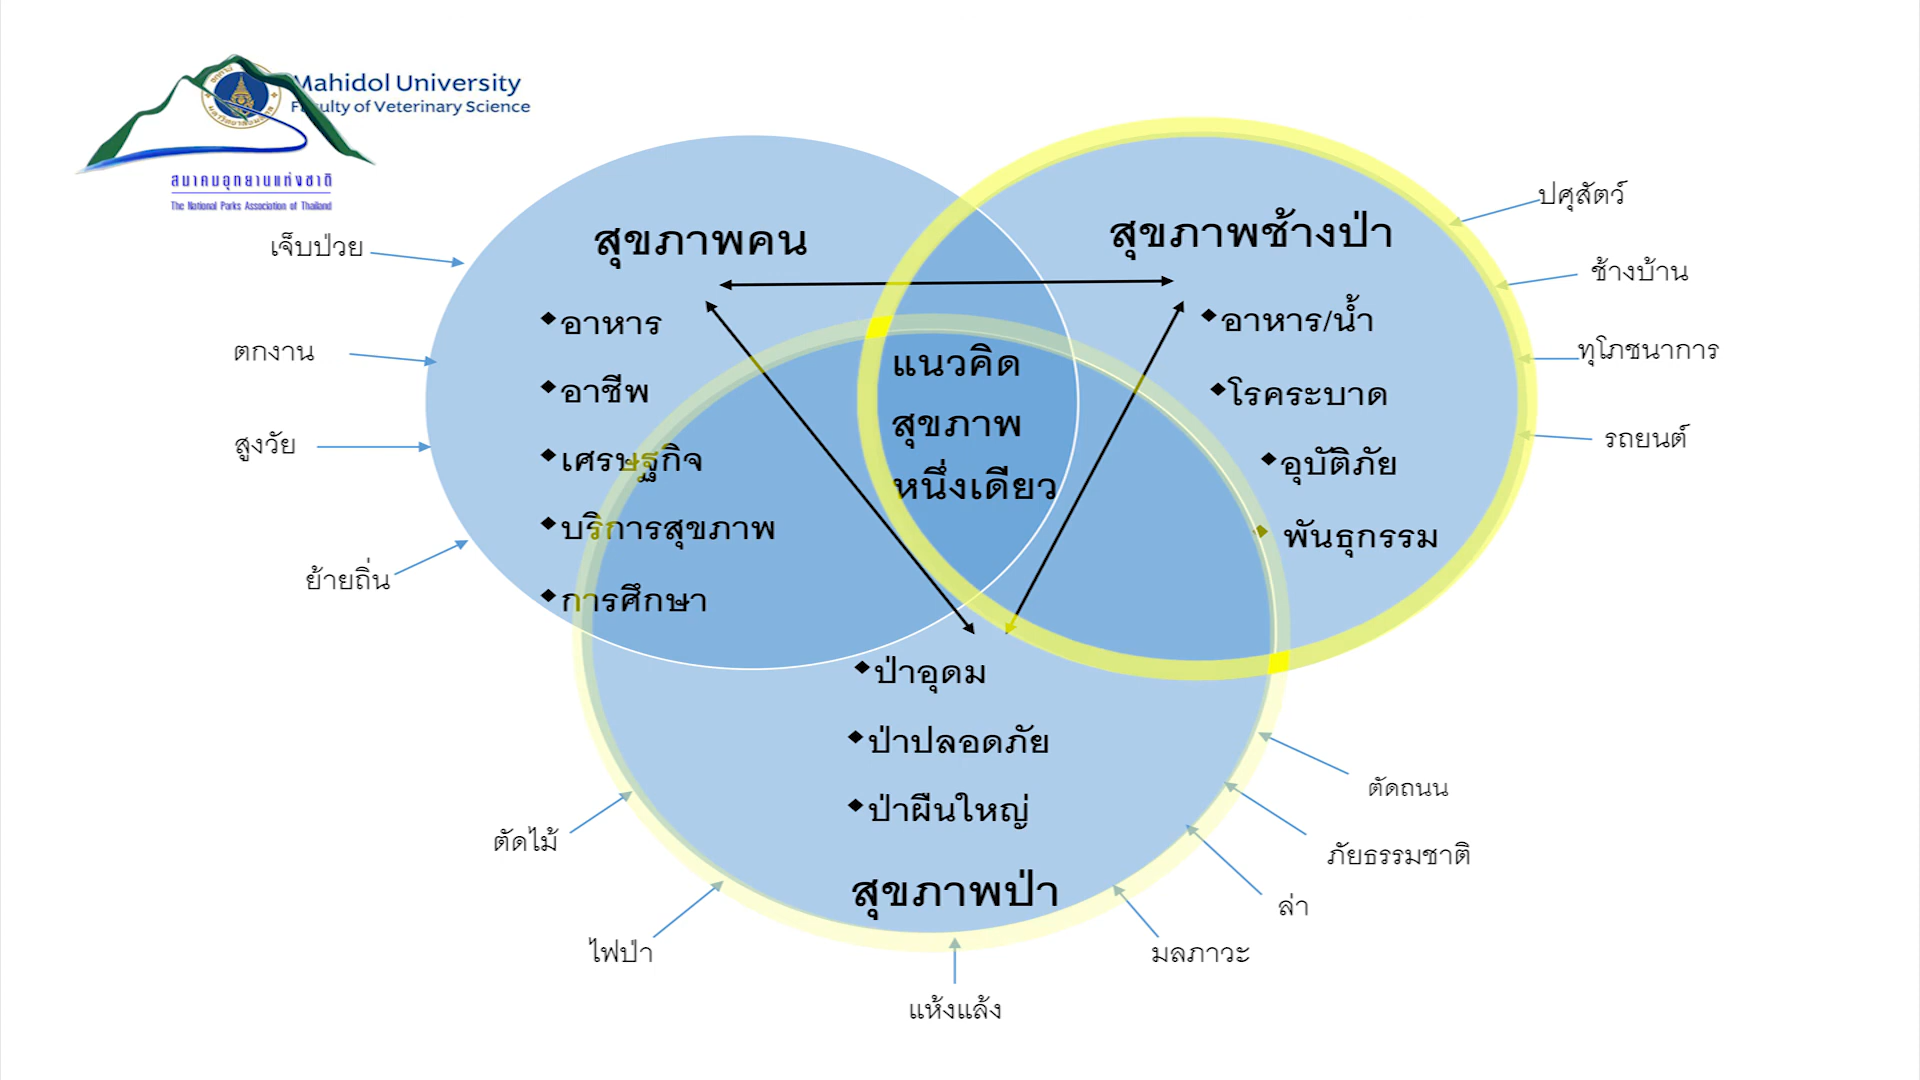 Mahidol University
Faculty of Veterinary Science
สมาคมอุทยานแห่งชาติ
The National Parks Association of Thailand
สุขภาพคน
อาหาร
อาชีพ
เศรษฐกิจ
บริการสุขภาพ
การศึกษา
เจ็บป่วย
ตกงาน
สูงวัย
ย้ายถิ่น
แนวคิด
สุขภาพ
หนึ่งเดียว
สุขภาพช้างป่า
อาหาร/น้ำ
โรคระบาด
อุบัติภัย
พันธุกรรม
ปศุสัตว์
ช้างบ้าน
ทุโภชนาการ
รถยนต์
ป่าอุดม
ป่าปลอดภัย
ป่าผืนใหญ่
สุขภาพป่า
ตัดไม้
ไฟป่า
แห้งแล้ง
มลภาวะ
ล่า
ภัยธรรมชาติ
ตัดถนน